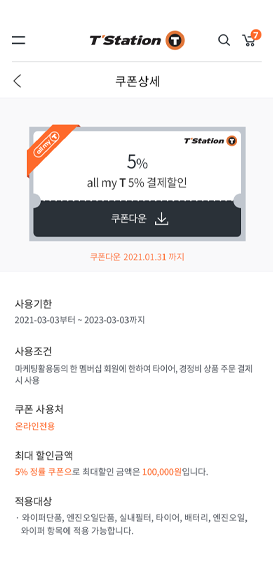 T'Station T
7
쿠폰상세
all my T
T'Station T
5%
all my T 5% 결제할인
쿠폰다운
쿠폰다운 2021.01.31 까지
사용기한
2021-03-03부터 ~ 2023-03-03까지
사용조건
마케팅활용동의 한 멤버십 회원에 한하여 타이어, 경정비 상품 주문 결제
시 사용
쿠폰 사용처
온라인전용
최대 할인금액
5% 정률 쿠폰으로 최대할인 금액은 100,000원입니다.
적용대상
· 와이퍼단품, 엔진오일단품, 실내필터, 타이어, 배터리, 엔진오일,
와이퍼 항목에 적용 가능합니다.